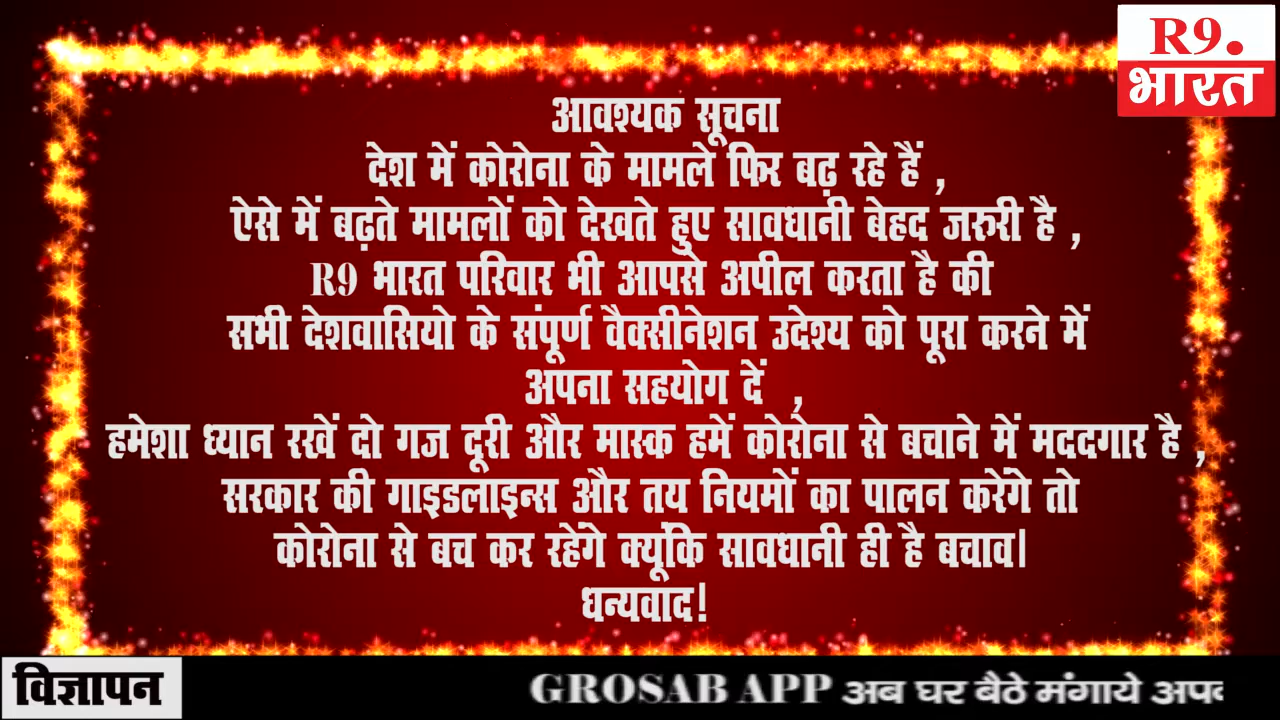 R9.
भारत
आवश्यक सूचना
देश में कोरोना के मामले फिर बढ़ रहे हैं ,
ऐसे में बढ़ते मामलों को देखते हुए सावधानी बेहद जरुरी है ,
R9 भारत परिवार भी आपसे अपील करता है की
सभी देशवासियो के संपूर्ण वैक्सीनेशन उदेश्य को पूरा करने में
अपना सहयोग दें ,
हमेशा ध्यान रखें दो गज दूरी और मास्क हमें कोरोना से बचाने में मददगार है ,
सरकार की गाइडलाइन्स और तय नियमों का पालन करेंगे तो
कोरोना से बच कर रहेंगे क्यूंकि सावधानी ही है बचाव|
धन्यवाद!
विज्ञापन
GROSAB APP अब घर बैठे मंगाये